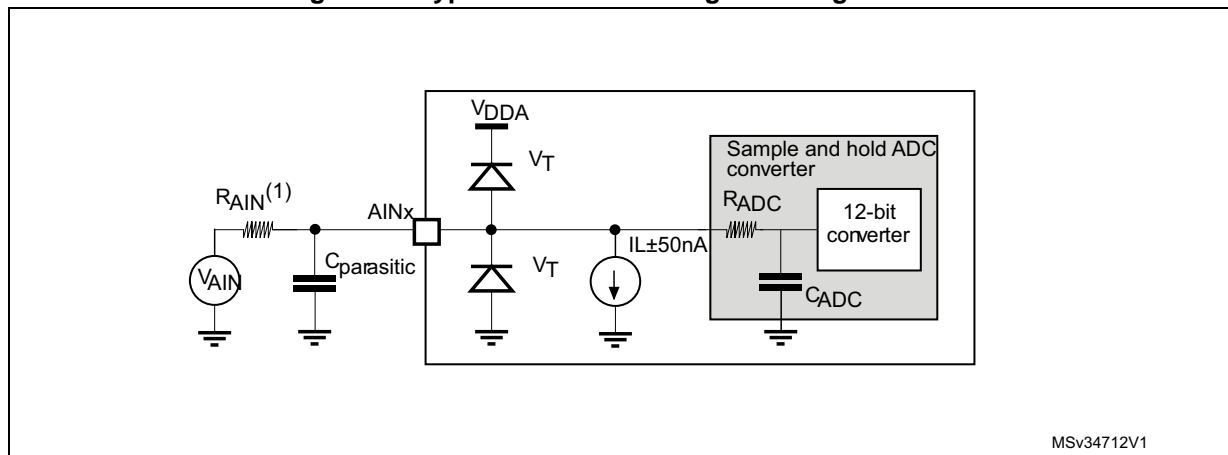 VDDA
VT
Sample and hold ADC
converter
RAIN(1)
AINx
RADC
12-bit
converter
IL±50nA
VAIN
Cparasitic
VT
CADC
MSv34712V1